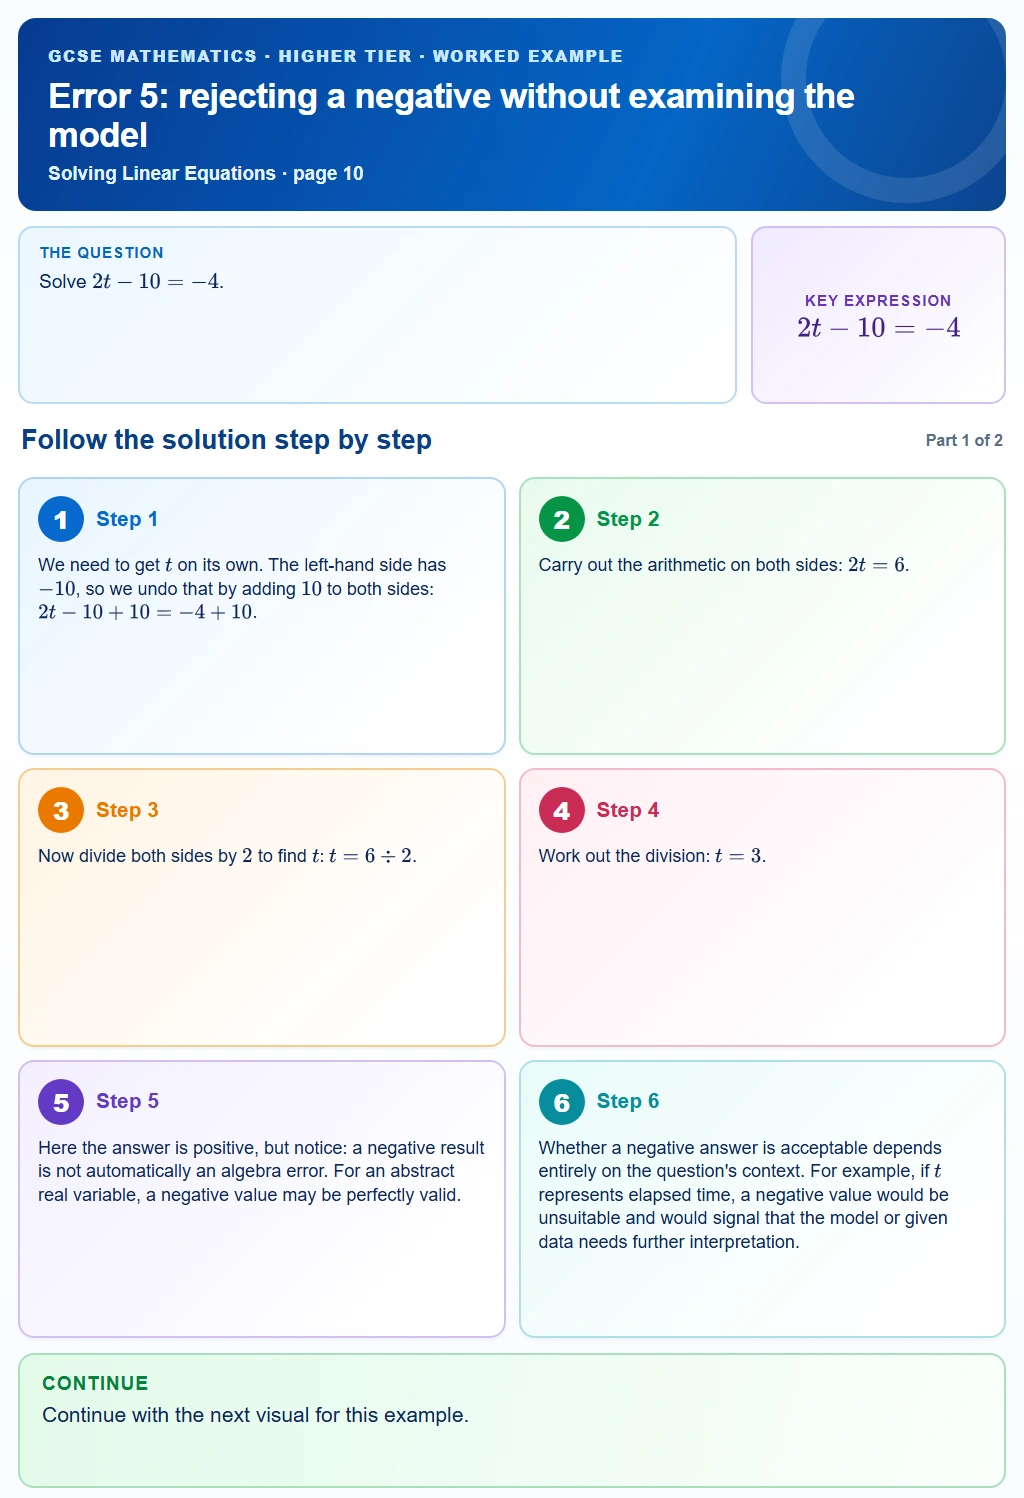 GCSE MATHEMATICS · HIGHER TIER · WORKED EXAMPLE
Error 5: rejecting a negative without examining the
model
Solving Linear Equations · page 10
THE QUESTION
Solve 2t − 10 = −4.
KEY EXPRESSION
2t − 10 = −4
Follow the solution step by step
Part 1 of 2
1 Step 1
We need to get t on its own. The left-hand side has
−10, so we undo that by adding 10 to both sides:
2t − 10 + 10 = −4 + 10.
2 Step 2
Carry out the arithmetic on both sides: 2t = 6.
3 Step 3
Now divide both sides by 2 to find t: t = 6 ÷ 2.
4 Step 4
Work out the division: t = 3.
5 Step 5
Here the answer is positive, but notice: a negative result
is not automatically an algebra error. For an abstract
real variable, a negative value may be perfectly valid.
6 Step 6
Whether a negative answer is acceptable depends
entirely on the question's context. For example, if t
represents elapsed time, a negative value would be
unsuitable and would signal that the model or given
data needs further interpretation.
CONTINUE
Continue with the next visual for this example.